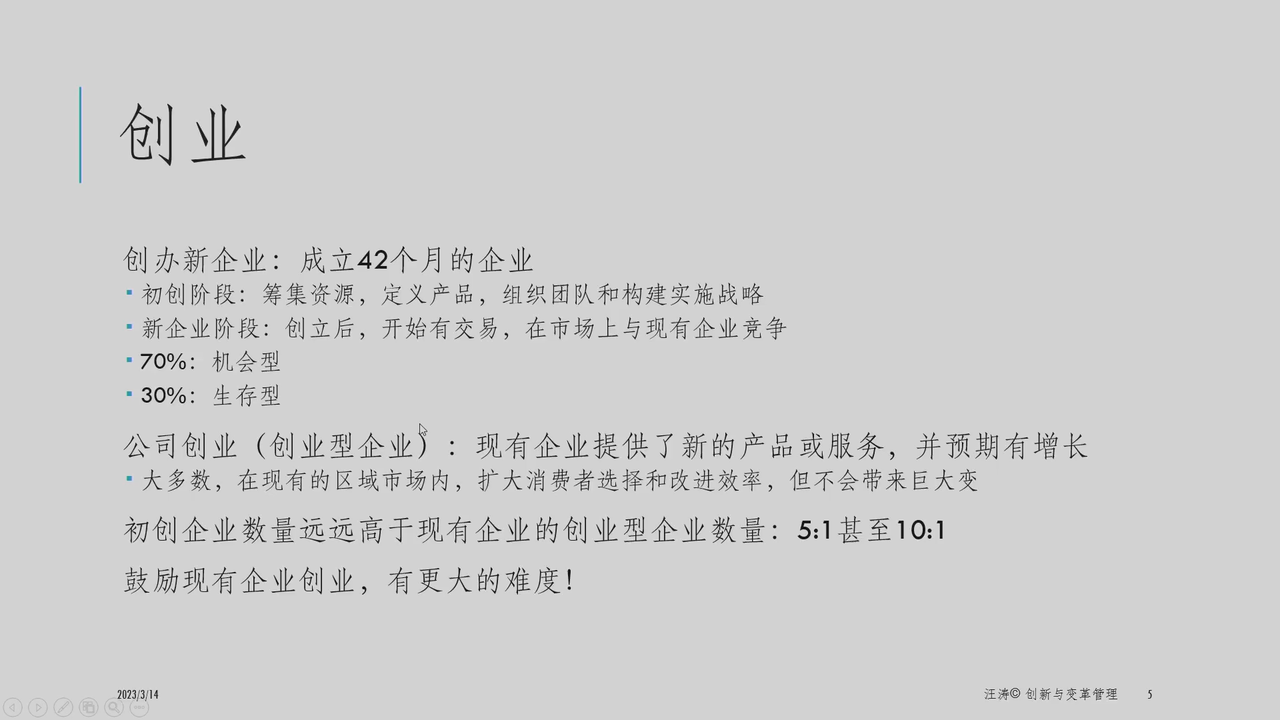 创业
创办新企业：成立42个月的企业
初创阶段：筹集资源，定义产品，组织团队和构建实施战略
新企业阶段：创立后，开始有交易，在市场上与现有企业竞争
70%：机会型
30%：生存型
公司创业（创业型企业）：现有企业提供了新的产品或服务，并预期有增长
大多数，在现有的区域市场内，扩大消费者选择和改进效率，但不会带来巨大变
初创企业数量远远高于现有企业的创业型企业数量：5:1甚至10:1
鼓励现有企业创业，有更大的难度！
2023/3/14
汪涛© 创新与变革管理
5